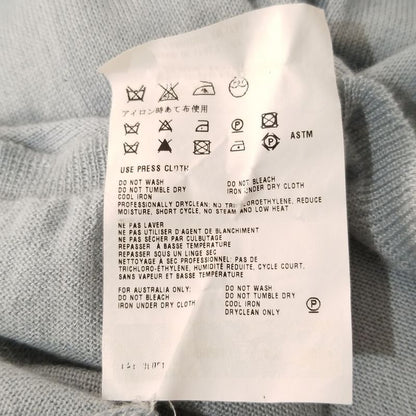 アイロン時あて布使用
P
ASTM
USE PRESS CLOTH
DO NOT WASH DO NOT BLEACH
DO NOT TUMBLE DRY IRON UNDER DRY CLOTH
COOL IRON
PROFESSIONALLY DRYCLEAN: NO TRICHLOROETHYLENE, REDUCE
MOISTURE, SHORT CYCLE, NO STEAM AND LOW HEAT
NE PAS LAVER
NE PAS UTILISER D'AGENT DE BLANCHIMENT
NE PAS SÉCHER PAR CULBUTAGE
REPASSER À BASSE TEMPÉRATURE
REPASSER SOUS UN LINGE SEC
NETTOYAGE À SEC PROFESSIONNEL: PAS DE
TRICHLORO-ÉTHYLÈNE, HUMIDITÉ RÉDUITE, CYCLE COURT,
SANS VAPEUR ET BASSE TEMPÉRATURE
FOR AUSTRALIA ONLY: DO NOT WASH
DO NOT BLEACH DO NOT TUMBLE DRY
IRON UNDER DRY CLOTH COOL IRON
DRYCLEAN ONLY
P